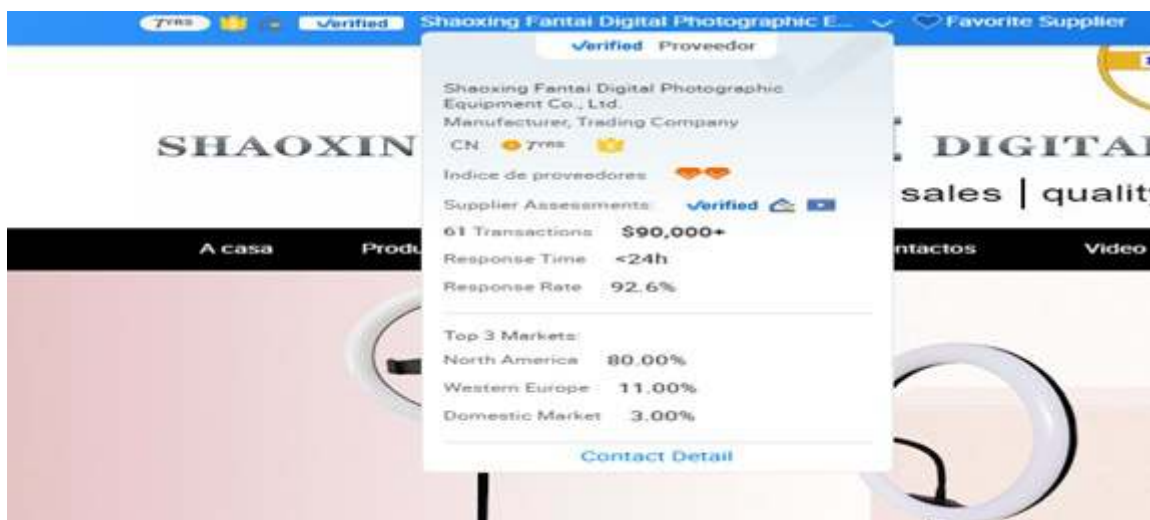 7YRS Verified Shaoxing Fantai Digital Photographic E... Favorite Supplier
Verified Proveedor
Shaoxing Fantai Digital Photographic
Equipment Co., Ltd.
Manufacturer, Trading Company
CN 7YRS
Indice de proveedores
Supplier Assessments: Verified
61 Transactions $90,000+
Response Time <24h
Response Rate 92.6%
Top 3 Markets:
North America 80.00%
Western Europe 11.00%
Domestic Market 3.00%
Contact Detail
SHAOXIN DIGITAL
sales | quality
A casa Produ ntactos Video